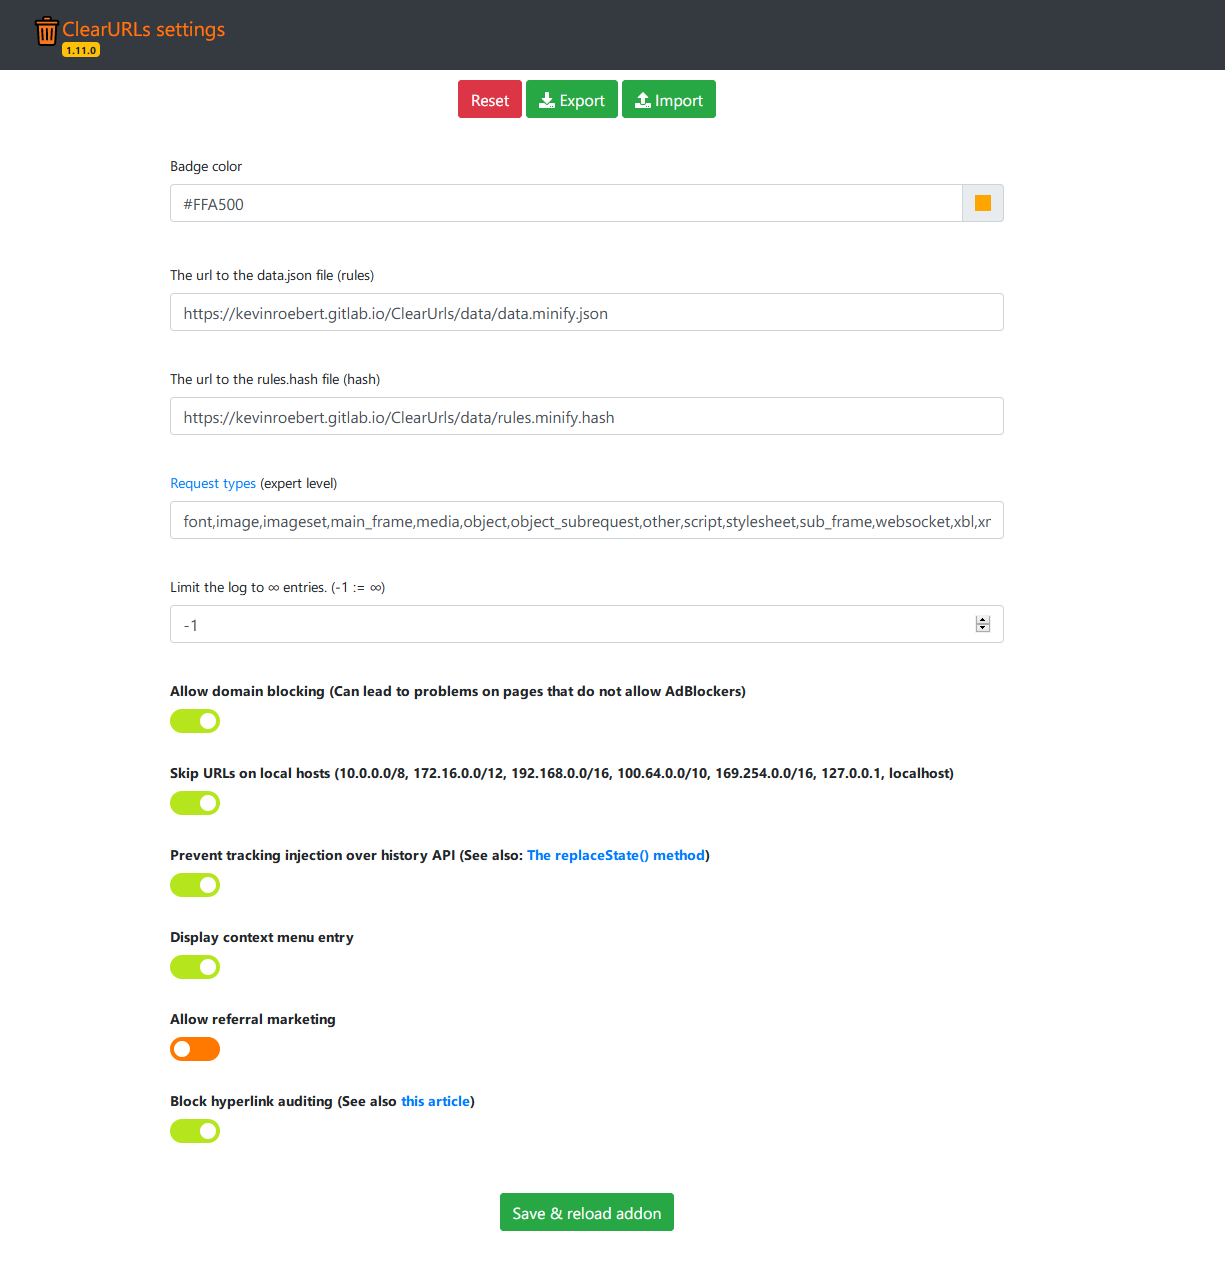 ClearURLs settings
1.11.0
Reset Export Import
Badge color
#FFA500
The url to the data.json file (rules)
https://kevinroebert.gitlab.io/ClearUrls/data/data.minify.json
The url to the rules.hash file (hash)
https://kevinroebert.gitlab.io/ClearUrls/data/rules.minify.hash
Request types (expert level)
font,image,imageset,main_frame,media,object,object_subrequest,other,script,stylesheet,sub_frame,websocket,xbl,xr
Limit the log to ∞ entries. (-1 := ∞)
-1
Allow domain blocking (Can lead to problems on pages that do not allow AdBlockers)
Skip URLs on local hosts (10.0.0.0/8, 172.16.0.0/12, 192.168.0.0/16, 100.64.0.0/10, 169.254.0.0/16, 127.0.0.1, localhost)
Prevent tracking injection over history API (See also: The replaceState() method)
Display context menu entry
Allow referral marketing
Block hyperlink auditing (See also this article)
Save & reload addon